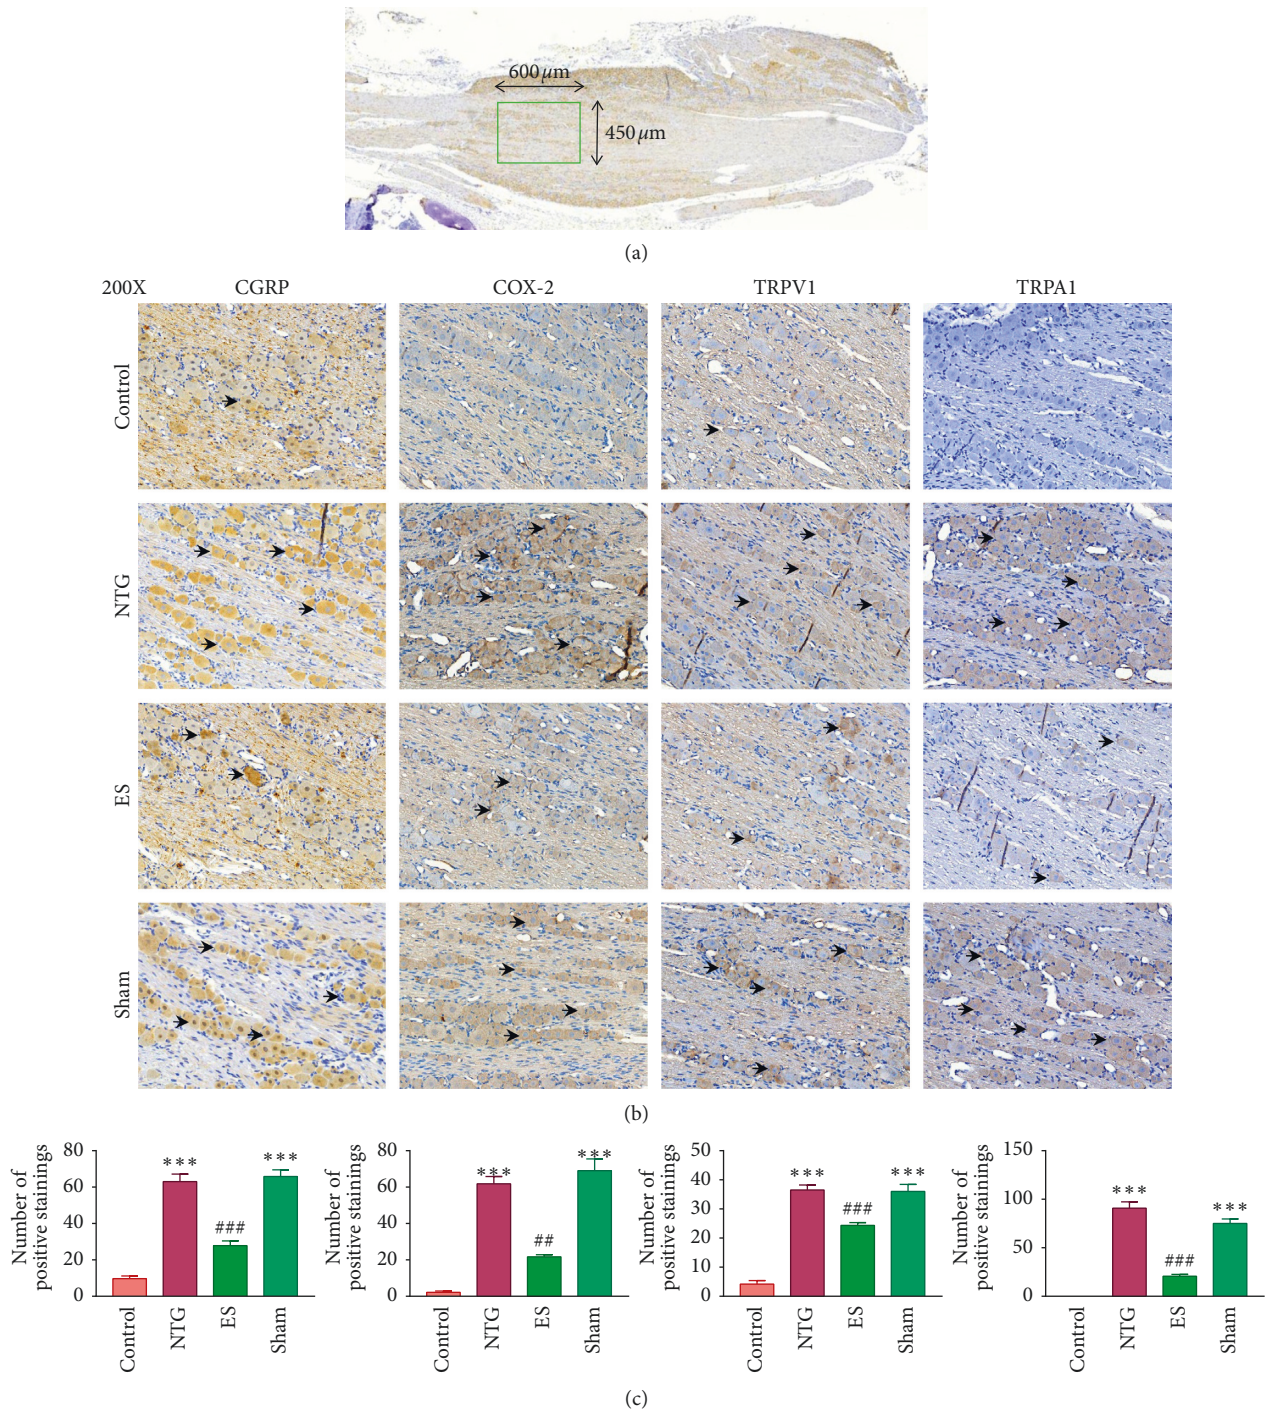 600 μm
450 μm
(a)
200X CGRP COX-2 TRPV1 TRPA1
Control
NTG
ES
Sham
(b)
Number of
positive stainings
80
60
40
20
0
***
###
***
Control
NTG
ES
Sham
Number of
positive stainings
80
60
40
20
0
***
##
***
Control
NTG
ES
Sham
Number of
positive stainings
50
40
30
20
10
0
***
###
***
Control
NTG
ES
Sham
Number of
positive stainings
150
100
50
0
***
###
***
Control
NTG
ES
Sham
(c)